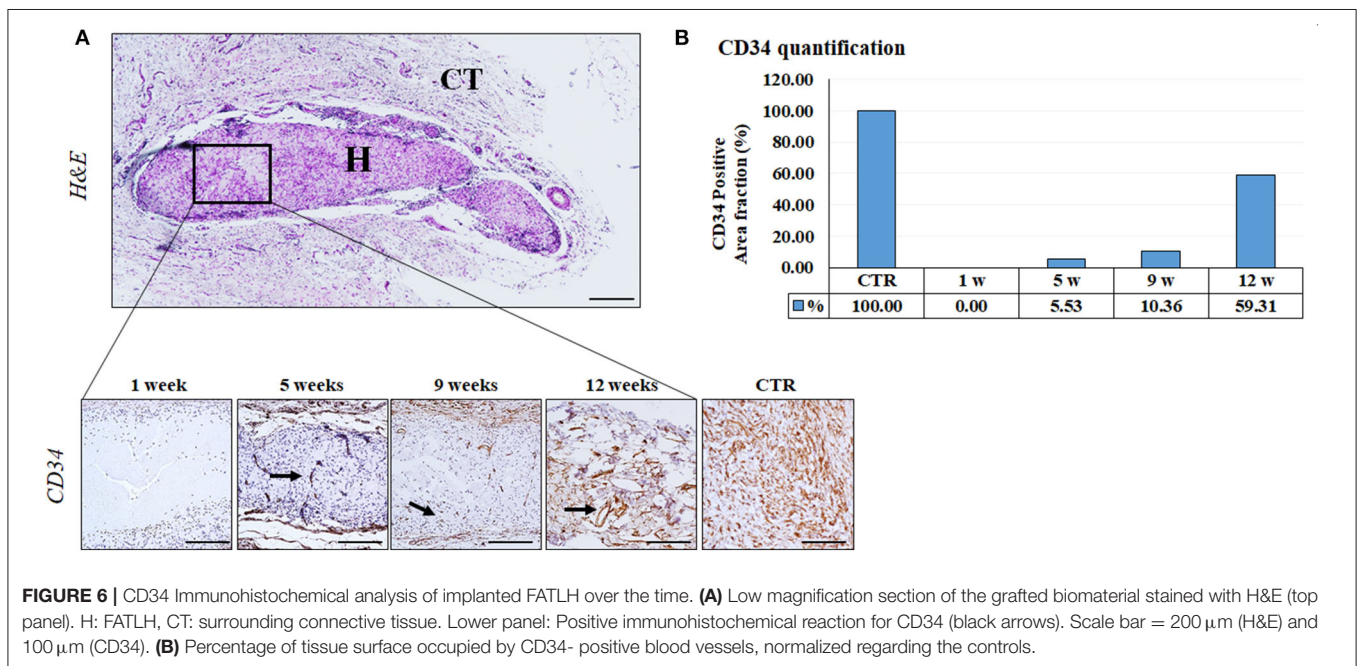 A
H&E
CT
H
B
CD34 quantification
CD34 Positive
Area fraction (%)
120.00
100.00
80.00
60.00
40.00
20.00
0.00
CTR 1 w 5 w 9 w 12 w
% 100.00 0.00 5.53 10.36 59.31
1 week 5 weeks 9 weeks 12 weeks CTR
CD34
FIGURE 6 | CD34 Immunohistochemical analysis of implanted FATLH over the time. (A) Low magnification section of the grafted biomaterial stained with H&E (top
panel). H: FATLH, CT: surrounding connective tissue. Lower panel: Positive immunohistochemical reaction for CD34 (black arrows). Scale bar = 200 μm (H&E) and
100 μm (CD34). (B) Percentage of tissue surface occupied by CD34- positive blood vessels, normalized regarding the controls.